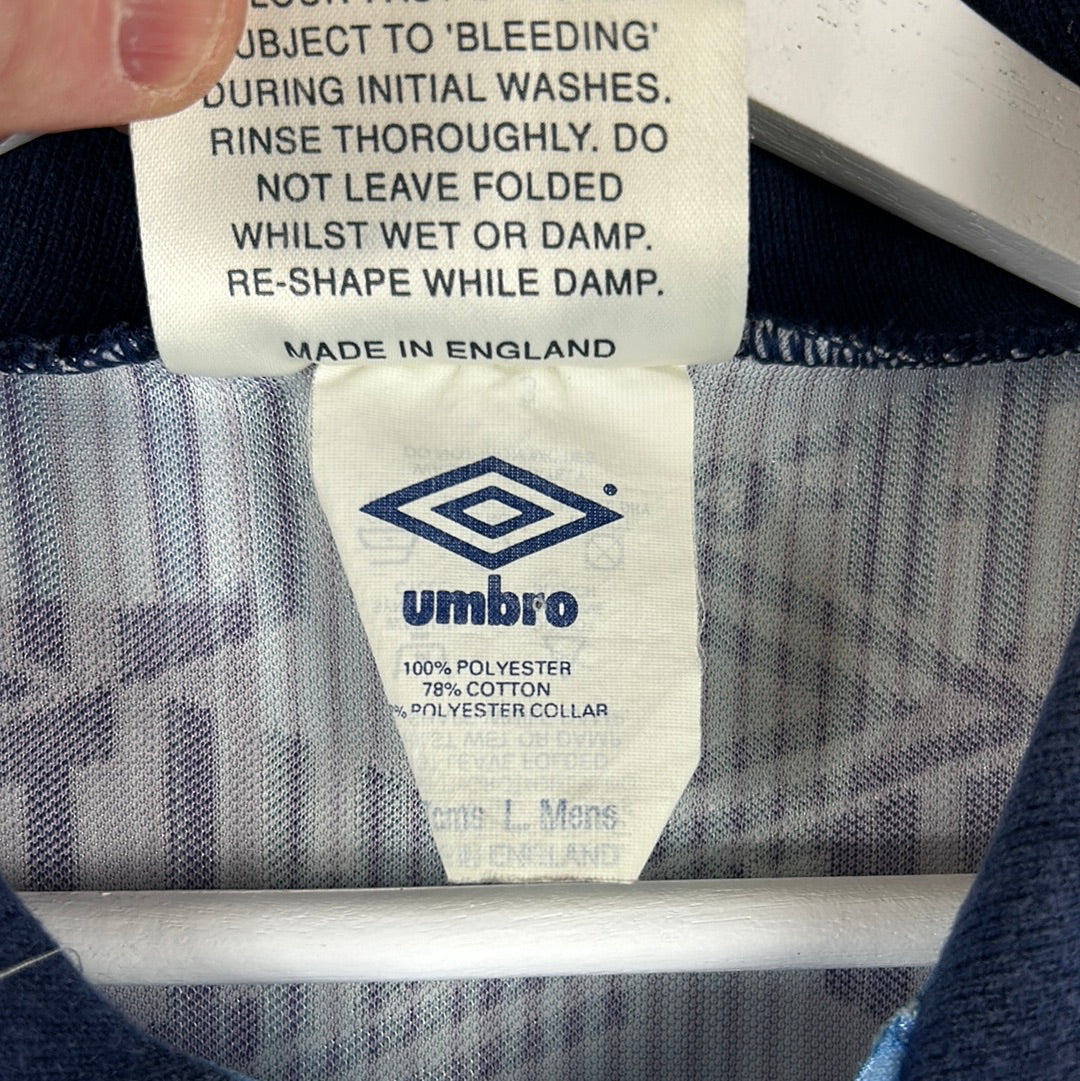 SUBJECT TO 'BLEEDING'
DURING INITIAL WASHES.
RINSE THOROUGHLY. DO
NOT LEAVE FOLDED
WHILST WET OR DAMP.
RE-SHAPE WHILE DAMP.
MADE IN ENGLAND
umbro
100% POLYESTER
78% COTTON
% POLYESTER COLLAR
L. Mens